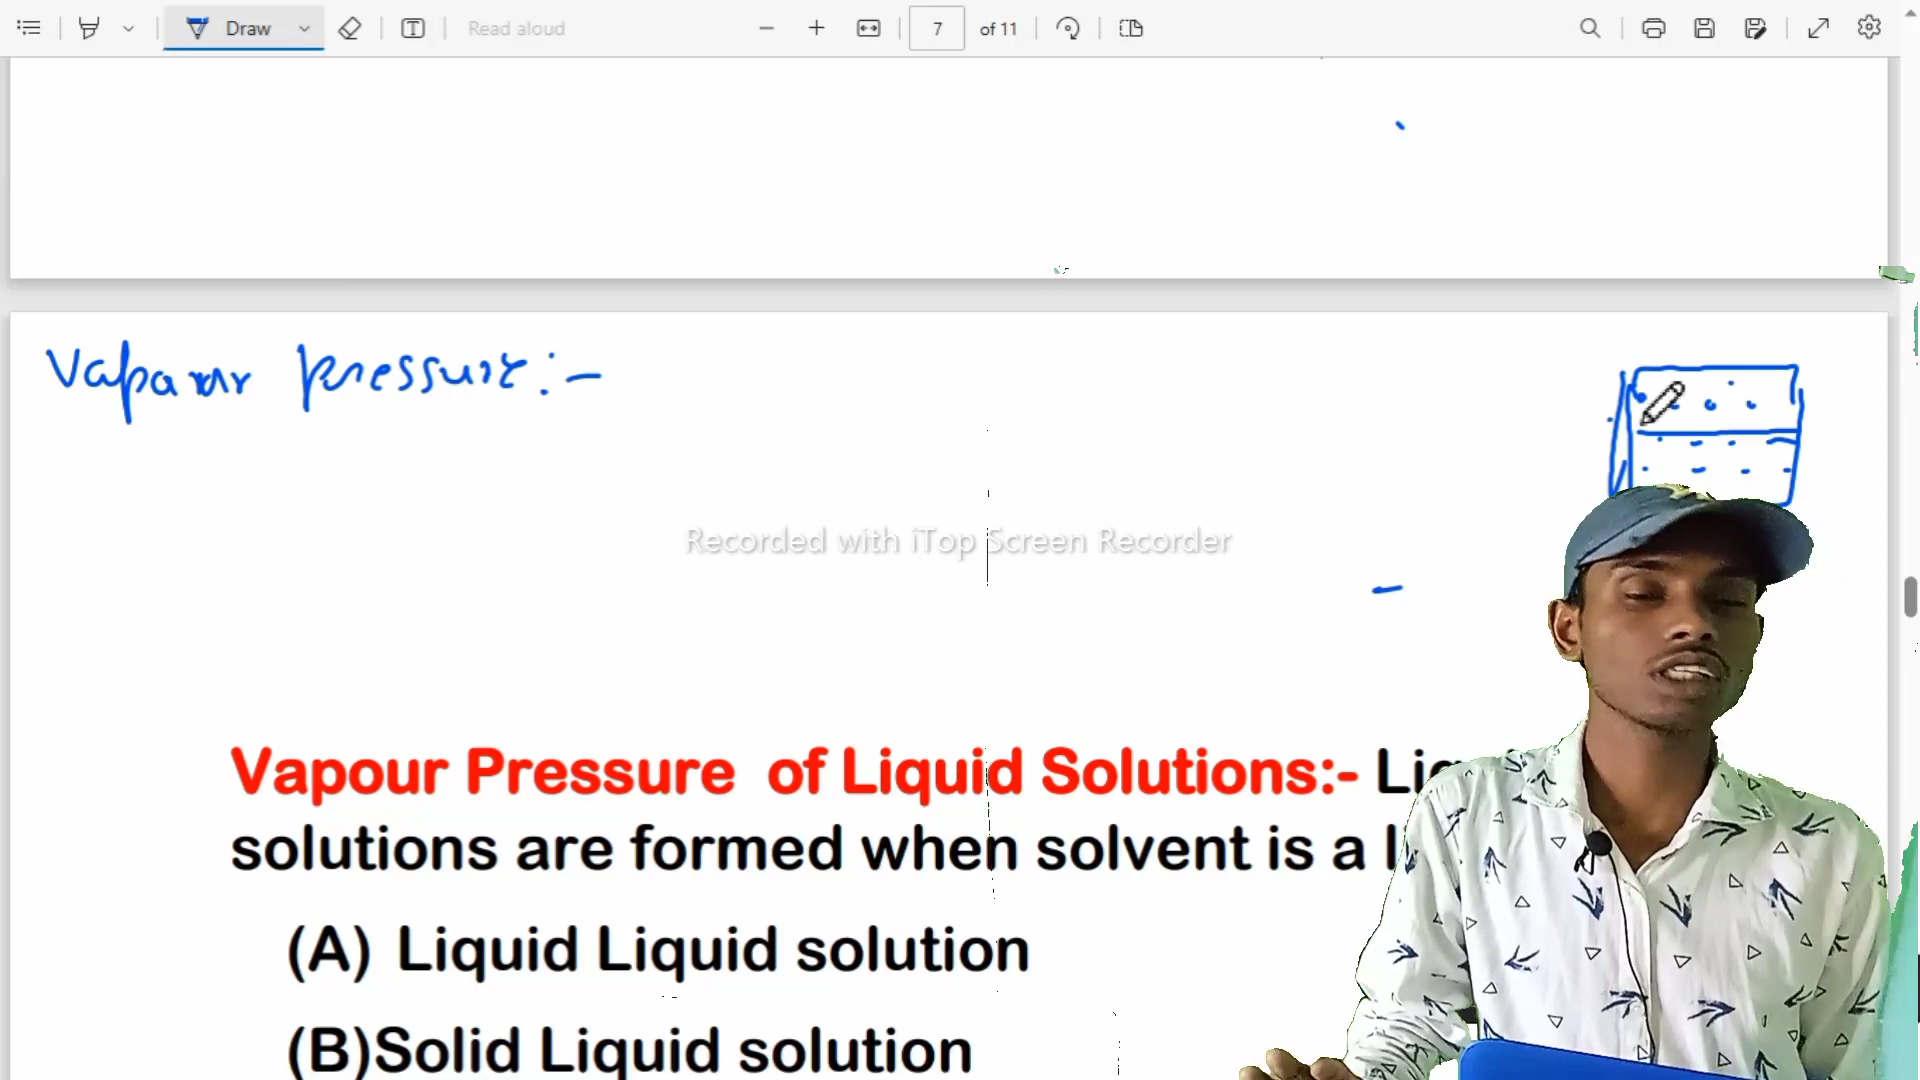 Draw
Read aloud
7 of 11
Vapour pressure:-
Recorded with iTop Screen Recorder
Vapour Pressure of Liquid Solutions:-
solutions are formed when solvent is a
(A) Liquid Liquid solution
(B)Solid Liquid solution